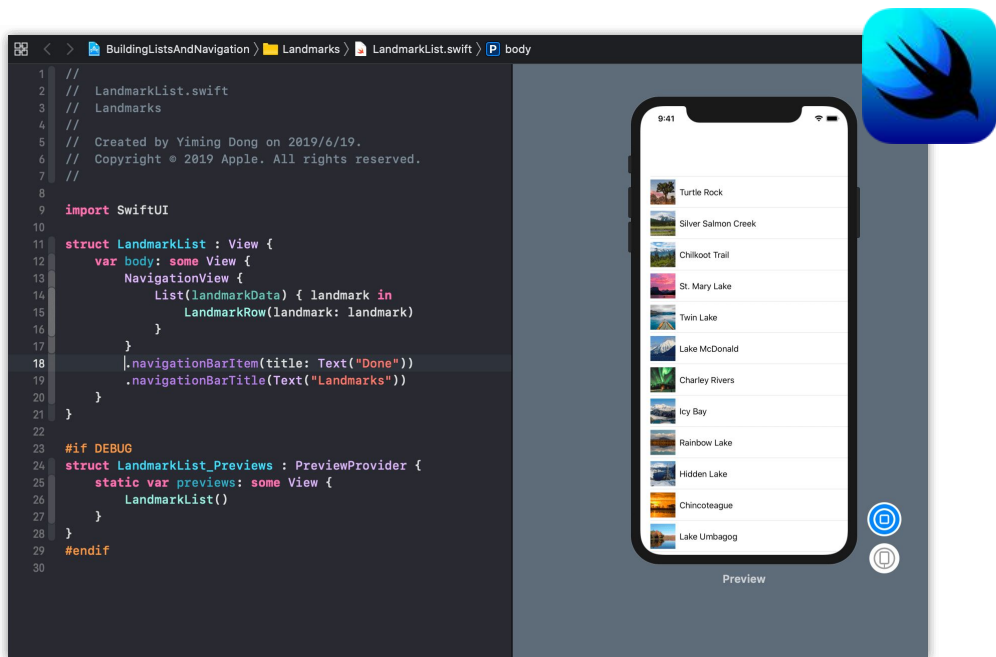 BuildingListsAndNavigation 〉 Landmarks 〉 LandmarkList.swift 〉 P body
1 //
2 //  LandmarkList.swift
3 //  Landmarks
4 //
5 //  Created by Yiming Dong on 2019/6/19.
6 //  Copyright © 2019 Apple. All rights reserved.
7 //
8
9 import SwiftUI
10
11 struct LandmarkList : View {
12     var body: some View {
13         NavigationView {
14             List(landmarkData) { landmark in
15                 LandmarkRow(landmark: landmark)
16             }
17         }
18         .navigationBarItem(title: Text("Done"))
19         .navigationBarTitle(Text("Landmarks"))
20     }
21 }
22
23 #if DEBUG
24 struct LandmarkList_Previews : PreviewProvider {
25     static var previews: some View {
26         LandmarkList()
27     }
28 }
29 #endif
30
9:41
Turtle Rock
Silver Salmon Creek
Chilkoot Trail
St. Mary Lake
Twin Lake
Lake McDonald
Charley Rivers
Icy Bay
Rainbow Lake
Hidden Lake
Chincoteague
Lake Umbagog
Preview